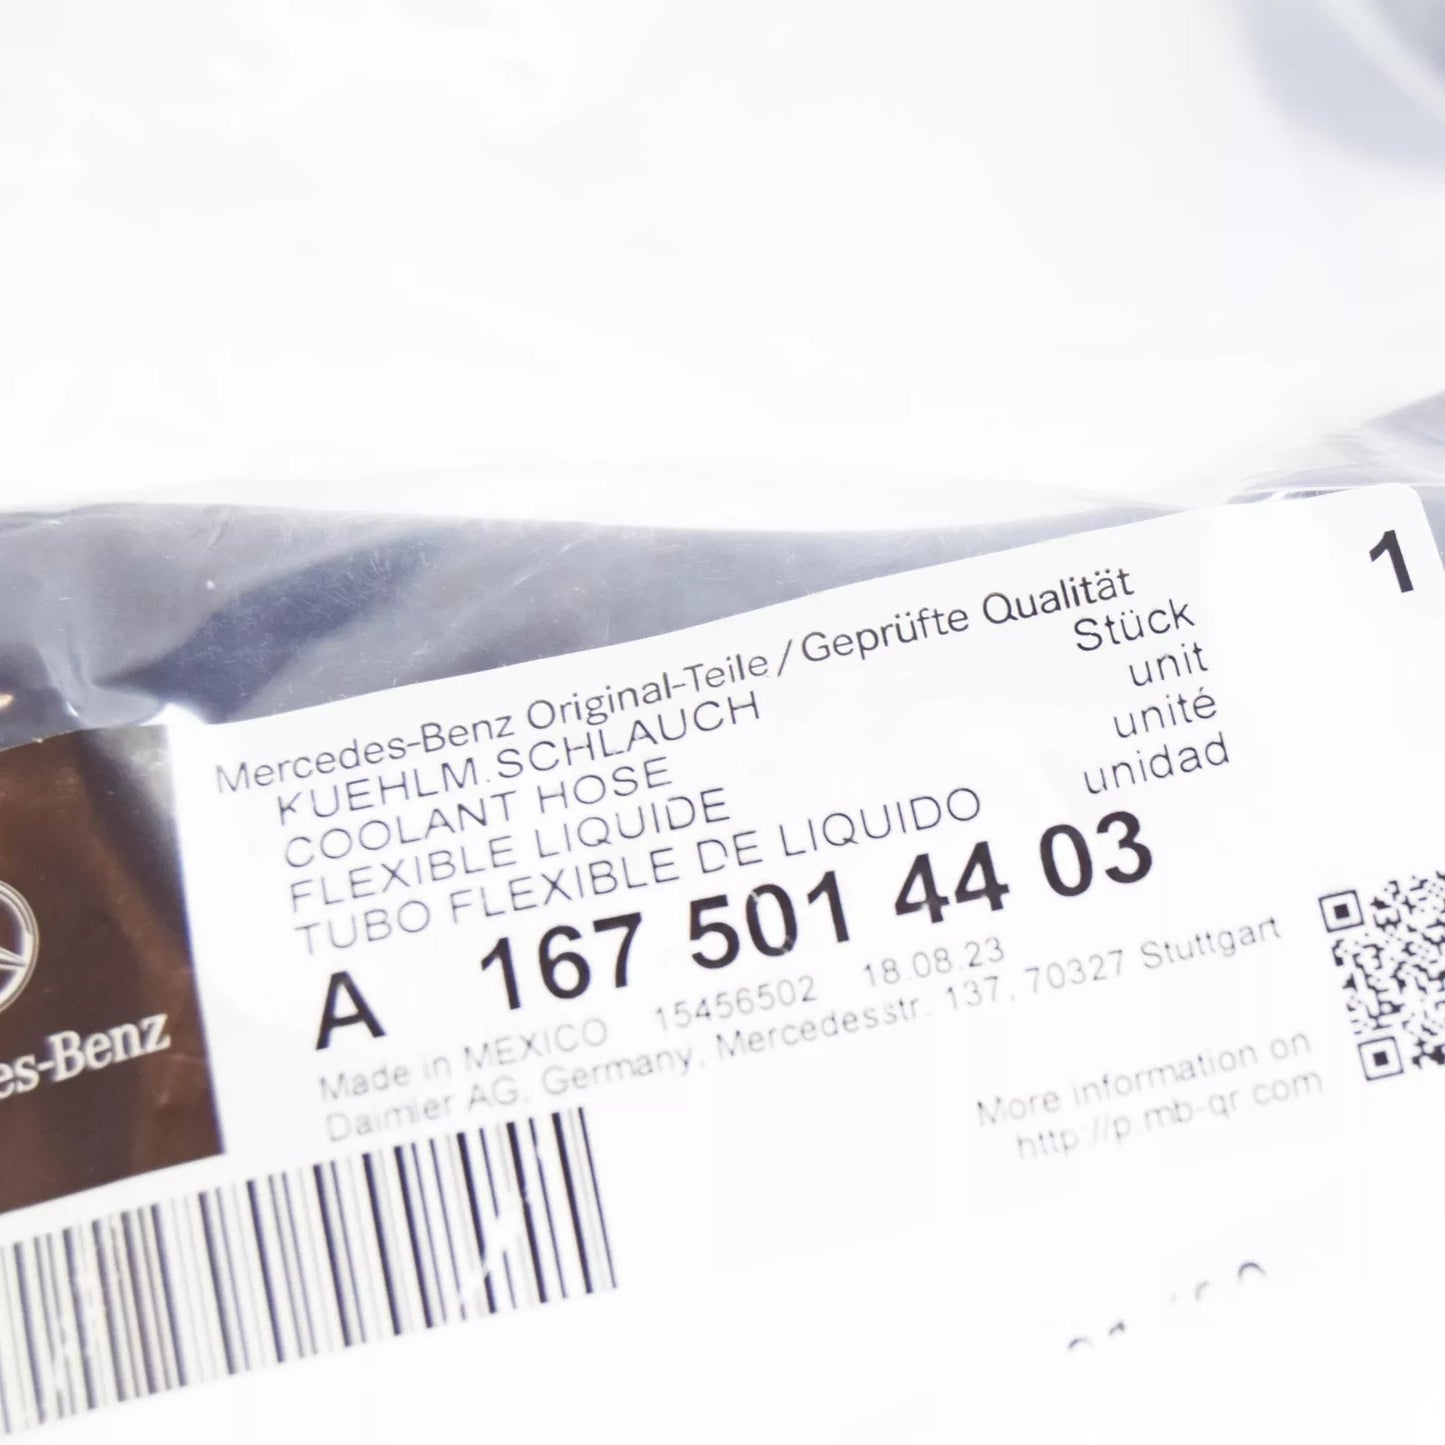 Mercedes-Benz Original-Teile/Geprüfte Qualität
1
KUEHLM.SCHLAUCH
Stück
COOLANT HOSE
unit
FLEXIBLE LIQUIDE
unité
TUBO FLEXIBLE DE LIQUIDO
unidad
A 167 501 44 03
Made in MEXICO 15456502 18.08.23
Daimler AG, Germany, Mercedesstr. 137, 70327 Stuttgart
More information on
http://p.mb-qr.com
es-Benz